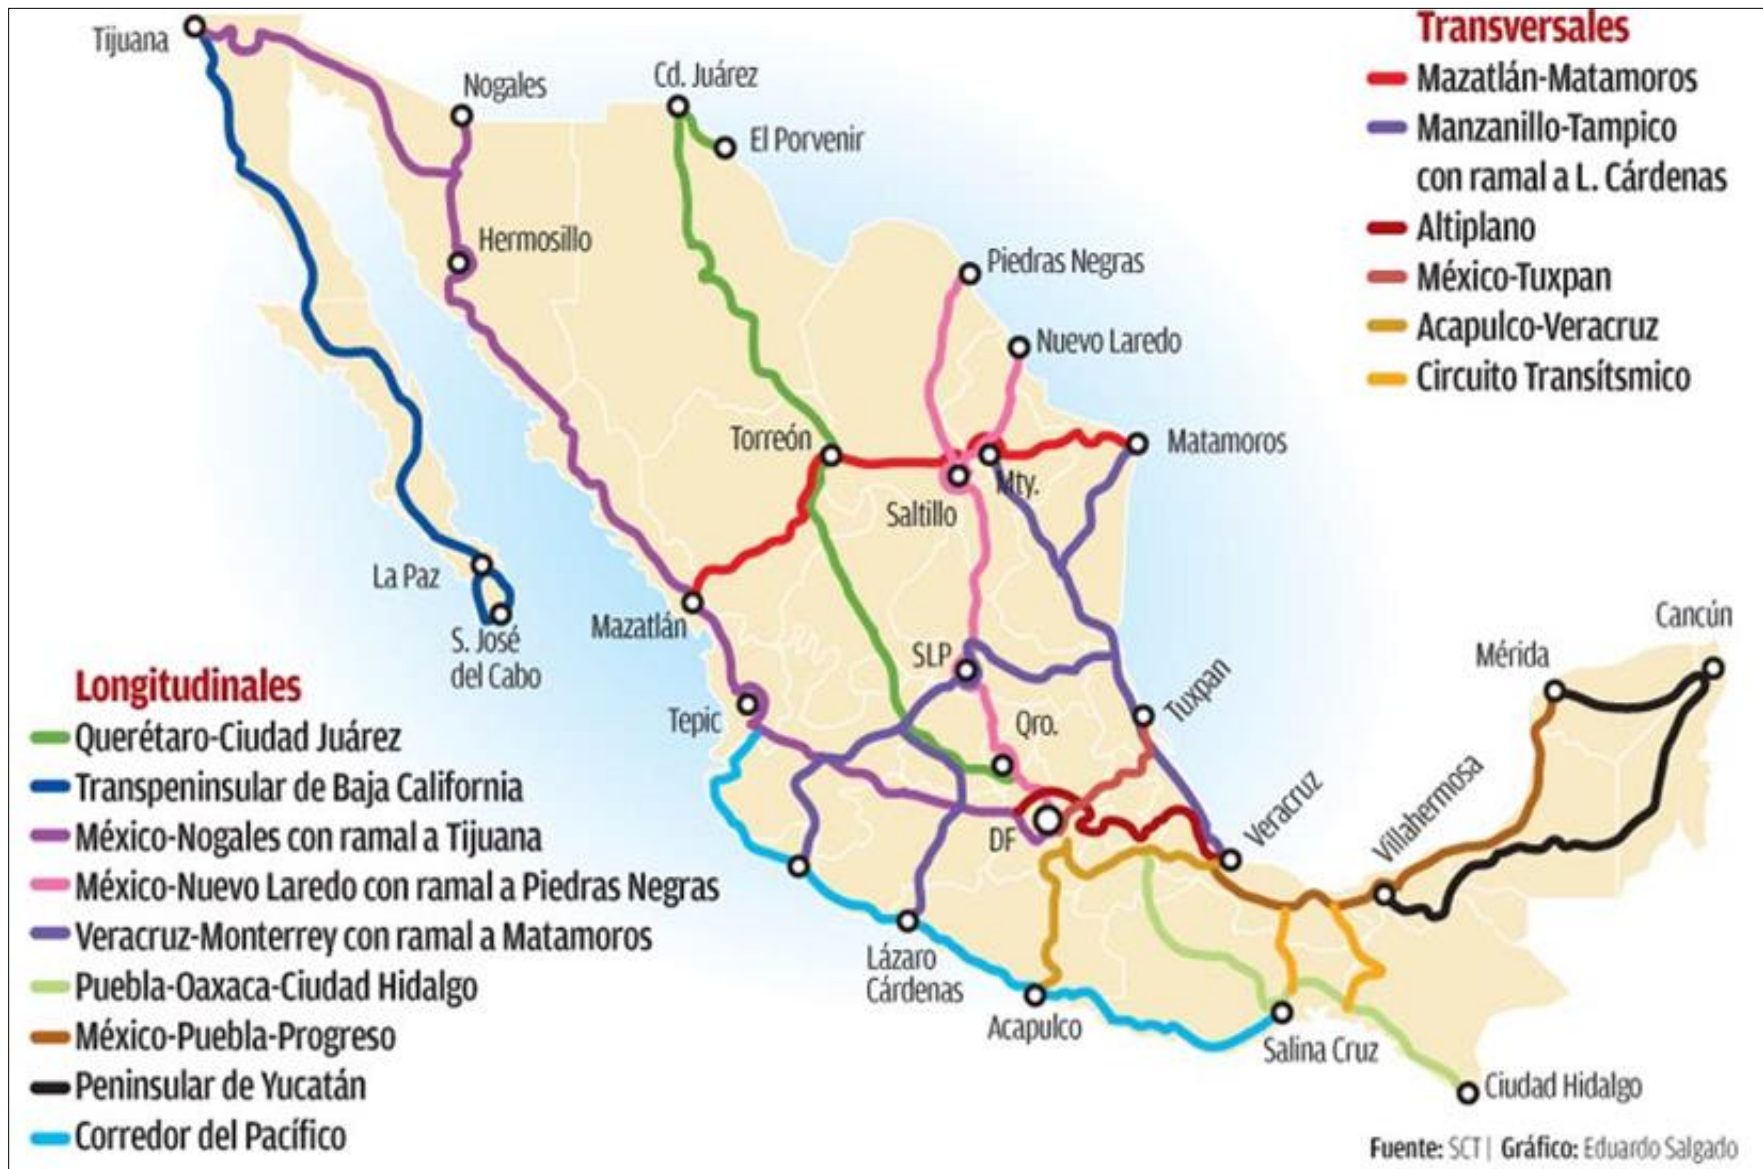 Tijuana
Nogales
Cd. Juárez
El Porvenir
Hermosillo
Piedras Negras
Nuevo Laredo
Torreón
Matamoros
Mty.
Saltillo
La Paz
S. José
del Cabo
Mazatlán
SLP
Tepic
Qro.
Tuxpan
DF
Veracruz
Villahermosa
Mérida
Cancún
Lázaro
Cárdenas
Acapulco
Salina Cruz
Ciudad Hidalgo
Transversales
Mazatlán-Matamoros
Manzanillo-Tampico
con ramal a L. Cárdenas
Altiplano
México-Tuxpan
Acapulco-Veracruz
Circuito Transítsmico
Longitudinales
Querétaro-Ciudad Juárez
Transpeninsular de Baja California
México-Nogales con ramal a Tijuana
México-Nuevo Laredo con ramal a Piedras Negras
Veracruz-Monterrey con ramal a Matamoros
Puebla-Oaxaca-Ciudad Hidalgo
México-Puebla-Progreso
Peninsular de Yucatán
Corredor del Pacífico
Fuente: SCT | Gráfico: Eduardo Salgado